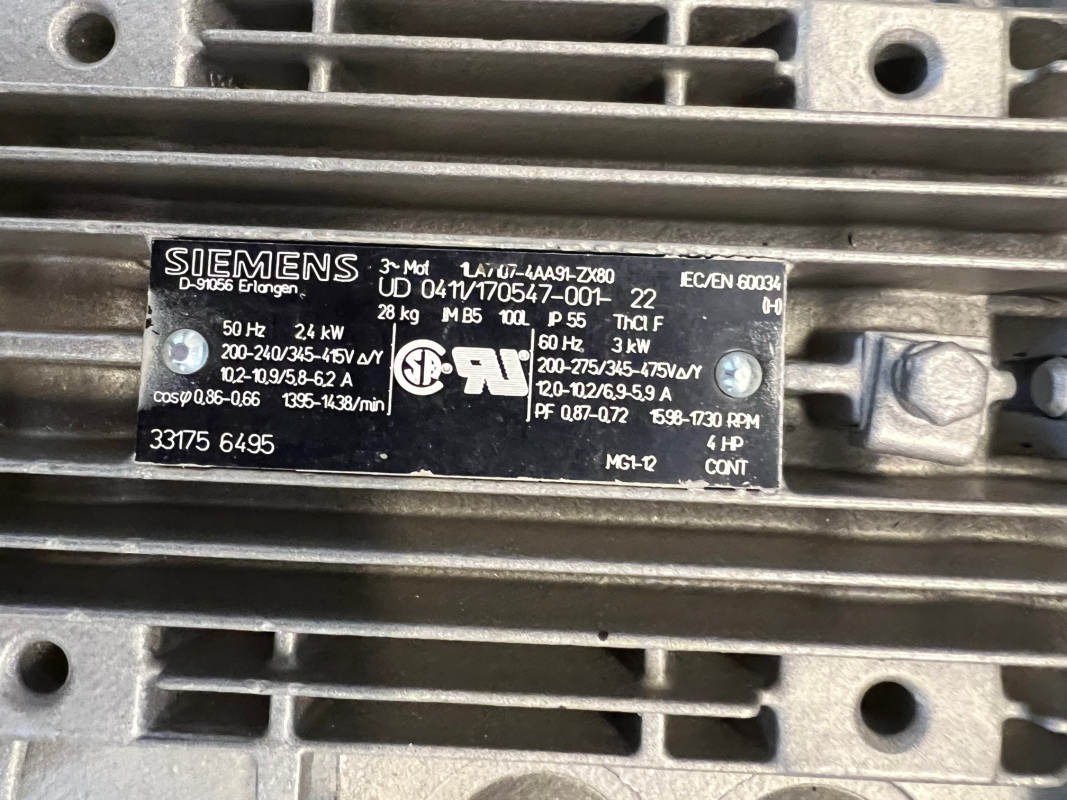 SIEMENS 3~ Mot 1LA7107-4AA91-ZX80 IEC/EN 60034
D-91056 Erlangen UD 0411/170547-001- 22 (H)
28 kg IM B5 100L IP 55 ThCl F
50 Hz 2,4 kW
200-240/345-415V Δ/Y
10,2-10,9/5,8-6,2 A
cosφ 0,86-0,66 1395-1438/min
SA
RU
60 Hz 3 kW
200-275/345-475V Δ/Y
12,0-10,2/6,9-5,9 A
PF 0,87-0,72 1598-1730 RPM
4 HP
33175 6495
MG1-12 CONT